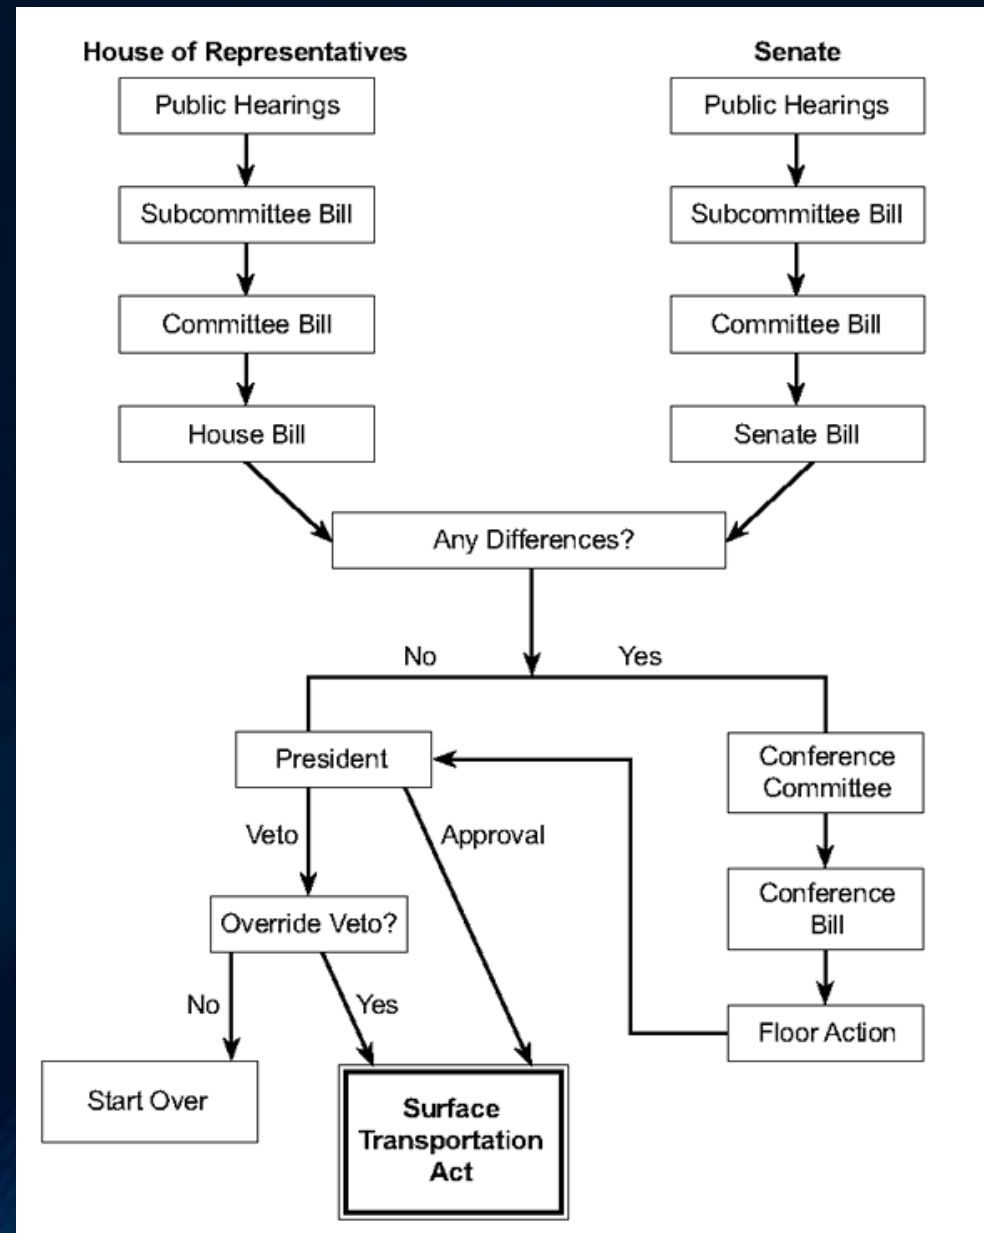 House of Representatives
Senate
Public Hearings
Public Hearings
Subcommittee Bill
Subcommittee Bill
Committee Bill
Committee Bill
House Bill
Senate Bill
Any Differences?
No
Yes
President
Conference
Committee
Veto
Approval
Override Veto?
Conference
Bill
No
Yes
Floor Action
Start Over
Surface
Transportation
Act